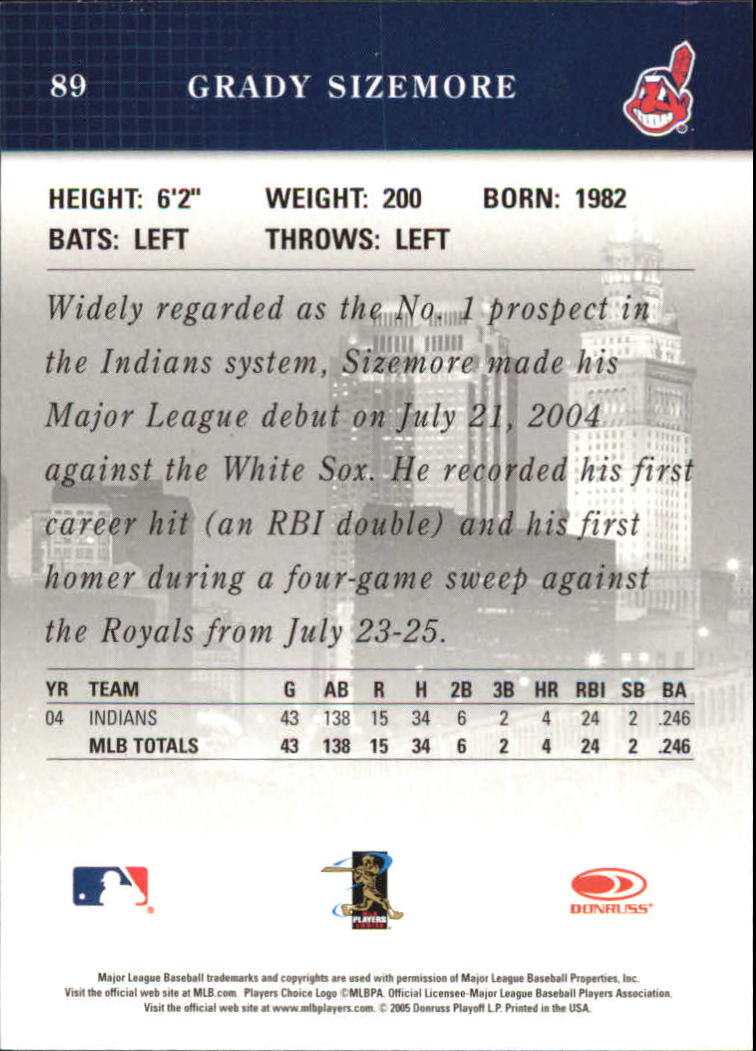 89 GRADY SIZEMORE
HEIGHT: 6'2" WEIGHT: 200 BORN: 1982
BATS: LEFT THROWS: LEFT
Widely regarded as the No. 1 prospect in
the Indians system, Sizemore made his
Major League debut on July 21, 2004
against the White Sox. He recorded his first
career hit (an RBI double) and his first
homer during a four-game sweep against
the Royals from July 23-25.
YR TEAM G AB R H 2B 3B HR RBI SB BA
04 INDIANS 43 138 15 34 6 2 4 24 2 .246
MLB TOTALS 43 138 15 34 6 2 4 24 2 .246
PLAYERS
DONRUSS
Major League Baseball trademarks and copyrights are used with permission of Major League Baseball Properties, Inc.
Visit the official web site at MLB.com. Players Choice Logo ©MLBPA. Official Licensee-Major League Baseball Players Association.
Visit the official web site at www.mlbplayers.com. © 2005 Donruss Playoff L.P. Printed in the USA.